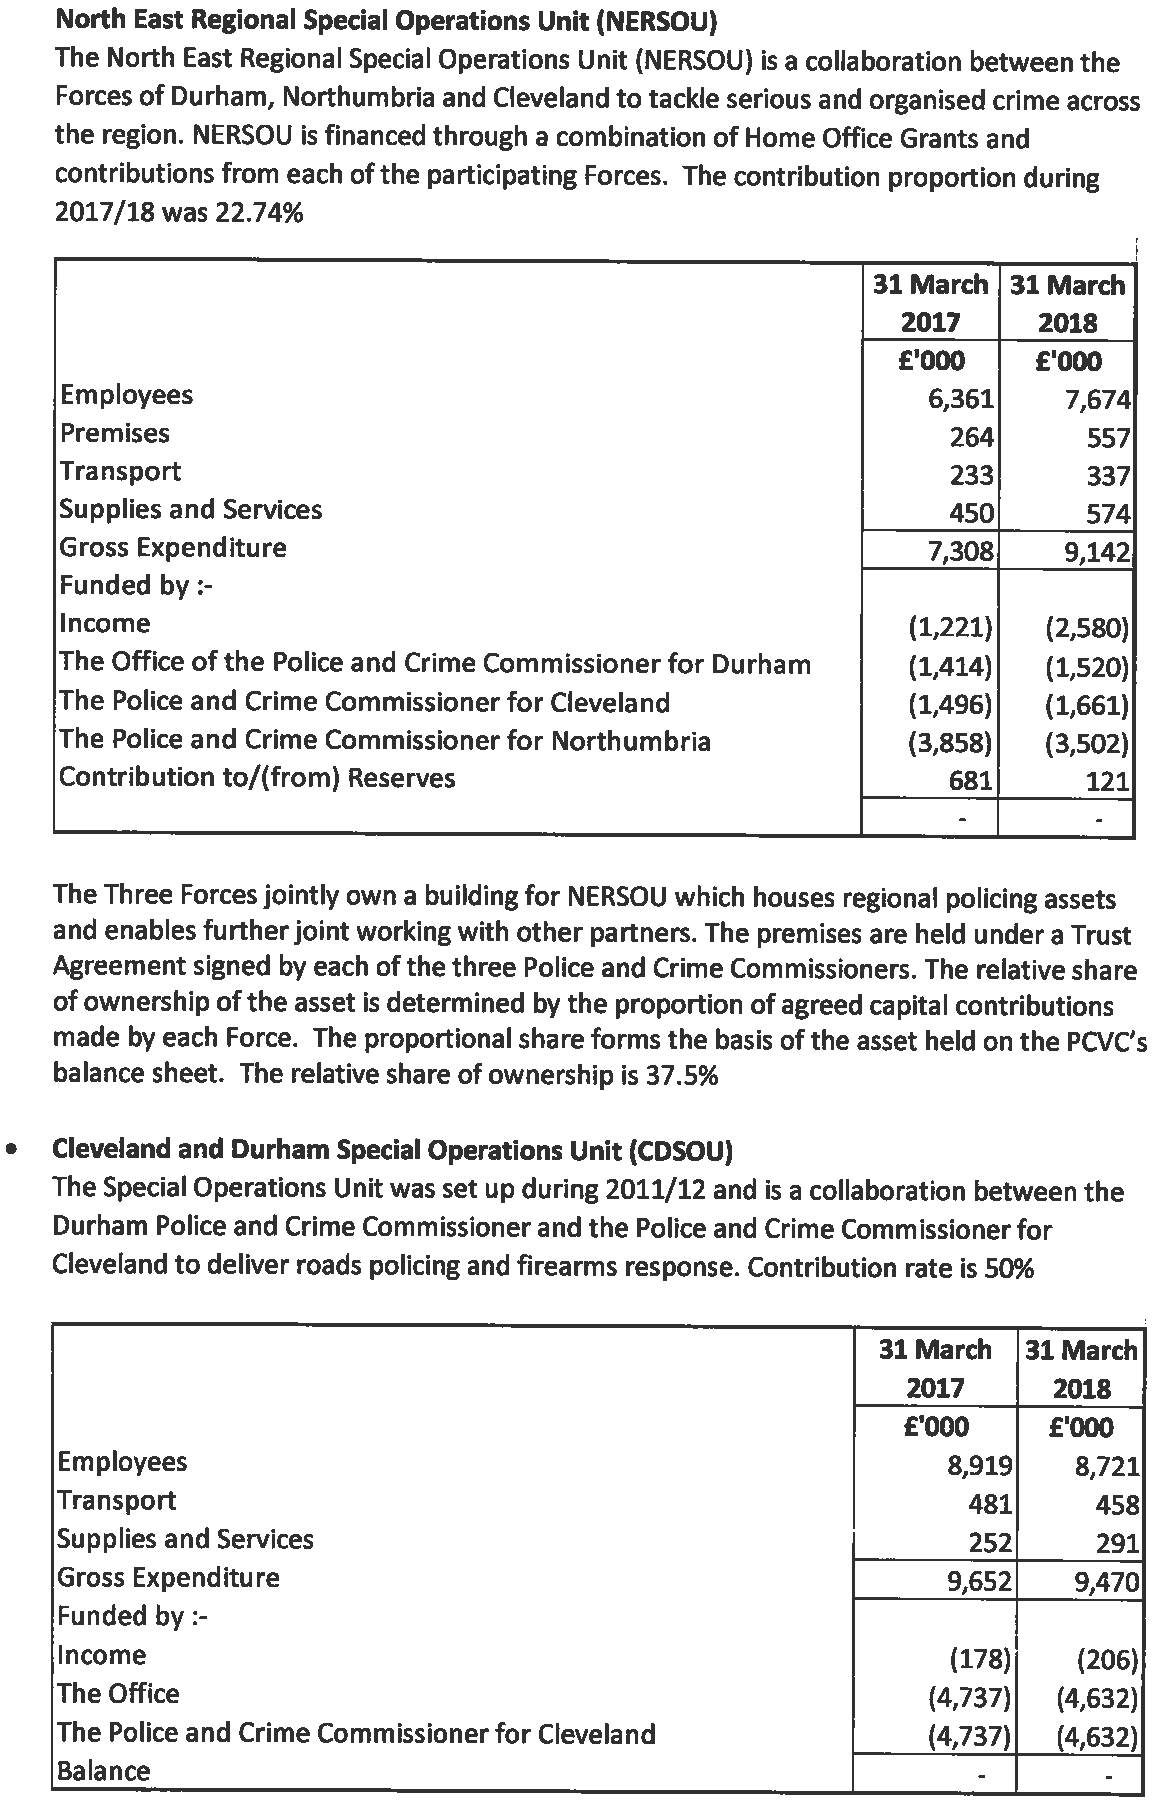 North East Regional Special Operations Unit (NERSOU)
The North East Regional Special Operations Unit (NERSOU) is a collaboration between the
Forces of Durham, Northumbria and Cleveland to tackle serious and organised crime across
the region. NERSOU is financed through a combination of Home Office Grants and
contributions from each of the participating Forces. The contribution proportion during
2017/18 was 22.74%
31 March 31 March
2017 2018
£'000 £'000
Employees 6,361 7,674
Premises 264 557
Transport 233 337
Supplies and Services 450 574
Gross Expenditure 7,308 9,142
Funded by :-
Income (1,221) (2,580)
The Office of the Police and Crime Commissioner for Durham (1,414) (1,520)
The Police and Crime Commissioner for Cleveland (1,496) (1,661)
The Police and Crime Commissioner for Northumbria (3,858) (3,502)
Contribution to/(from) Reserves 681 121
- -
The Three Forces jointly own a building for NERSOU which houses regional policing assets
and enables further joint working with other partners. The premises are held under a Trust
Agreement signed by each of the three Police and Crime Commissioners. The relative share
of ownership of the asset is determined by the proportion of agreed capital contributions
made by each Force. The proportional share forms the basis of the asset held on the PCVC's
balance sheet. The relative share of ownership is 37.5%
• Cleveland and Durham Special Operations Unit (CDSOU)
The Special Operations Unit was set up during 2011/12 and is a collaboration between the
Durham Police and Crime Commissioner and the Police and Crime Commissioner for
Cleveland to deliver roads policing and firearms response. Contribution rate is 50%
31 March 31 March
2017 2018
£'000 £'000
Employees 8,919 8,721
Transport 481 458
Supplies and Services 252 291
Gross Expenditure 9,652 9,470
Funded by :-
Income (178) (206)
The Office (4,737) (4,632)
The Police and Crime Commissioner for Cleveland (4,737) (4,632)
Balance - -